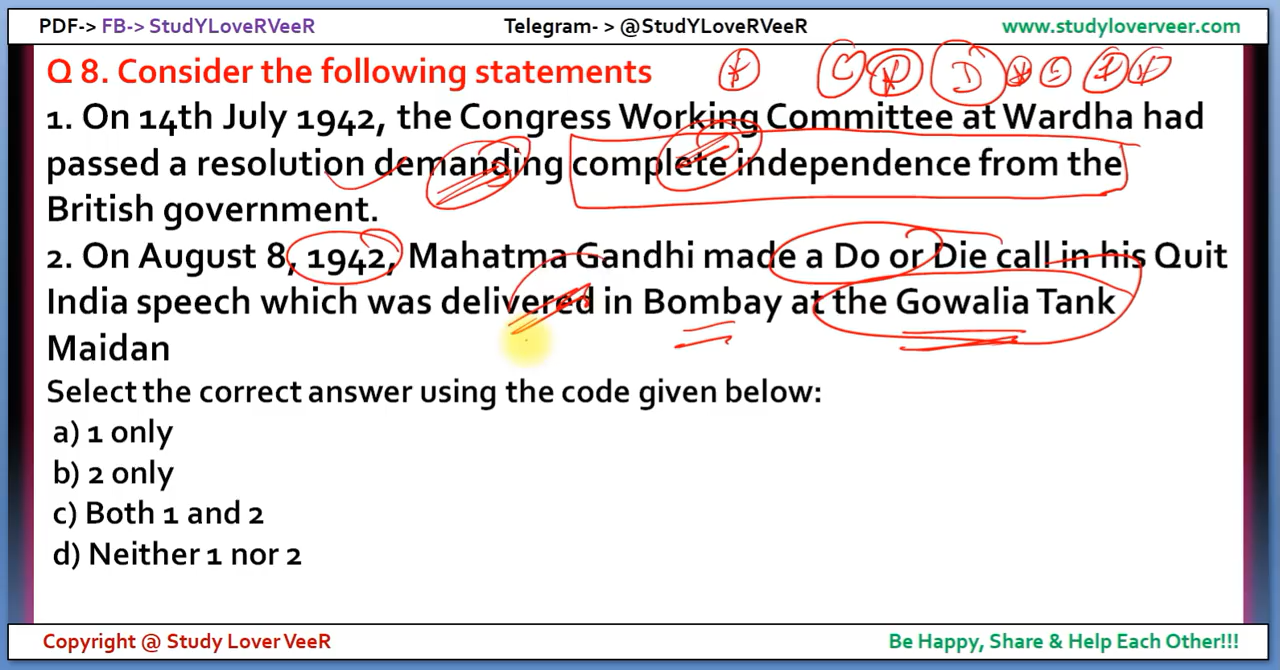 PDF-> FB-> StudYLoveRVeeR Telegram- > @StudYLoveRVeeR www.studyloverveer.com
Q 8. Consider the following statements
1. On 14th July 1942, the Congress Working Committee at Wardha had
passed a resolution demanding complete independence from the
British government.
2. On August 8, 1942, Mahatma Gandhi made a Do or Die call in his Quit
India speech which was delivered in Bombay at the Gowalia Tank
Maidan
Select the correct answer using the code given below:
a) 1 only
b) 2 only
c) Both 1 and 2
d) Neither 1 nor 2
Copyright @ Study Lover VeeR Be Happy, Share & Help Each Other!!!